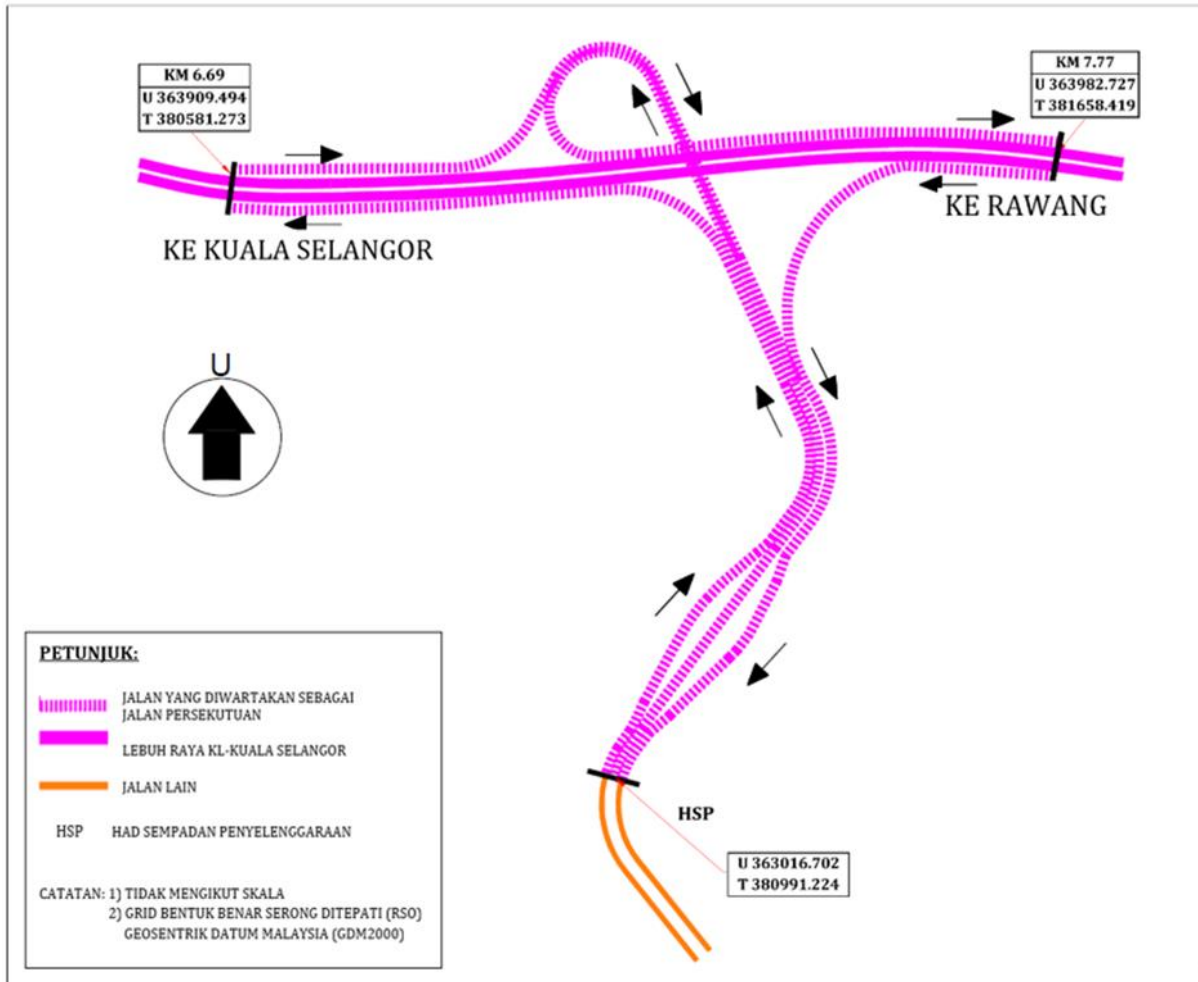 KM 6.69
U 363909.494
T 380581.273
KM 7.77
U 363982.727
T 381658.419
KE RAWANG
KE KUALA SELANGOR
U
HSP
U 363016.702
T 380991.224
PETUNJUK:
JALAN YANG DIWARTAKAN SEBAGAI
JALAN PERSEKUTUAN
LEBUH RAYA KL-KUALA SELANGOR
JALAN LAIN
HSP HAD SEMPADAN PENYELENGGARAAN
CATATAN: 1) TIDAK MENGIKUT SKALA
2) GRID BENTUK BENAR SERONG DITEPATI (RSO)
GEOSENTRIK DATUM MALAYSIA (GDM2000)